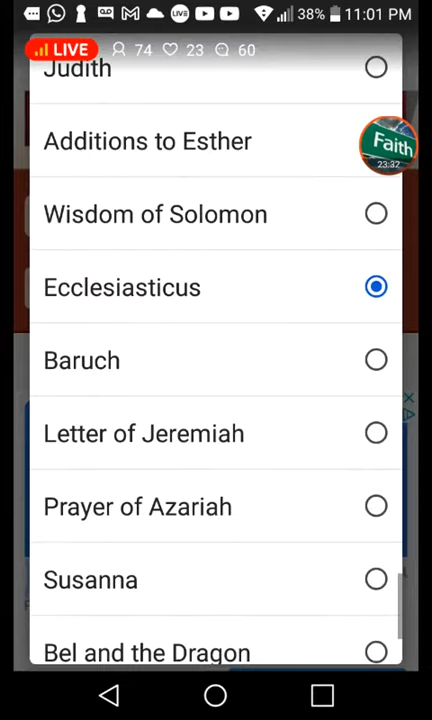 38% 11:01 PM
LIVE 74 23 60
Judith
Additions to Esther
Faith
23:32
Wisdom of Solomon
Ecclesiasticus
Baruch
Letter of Jeremiah
Prayer of Azariah
Susanna
Bel and the Dragon